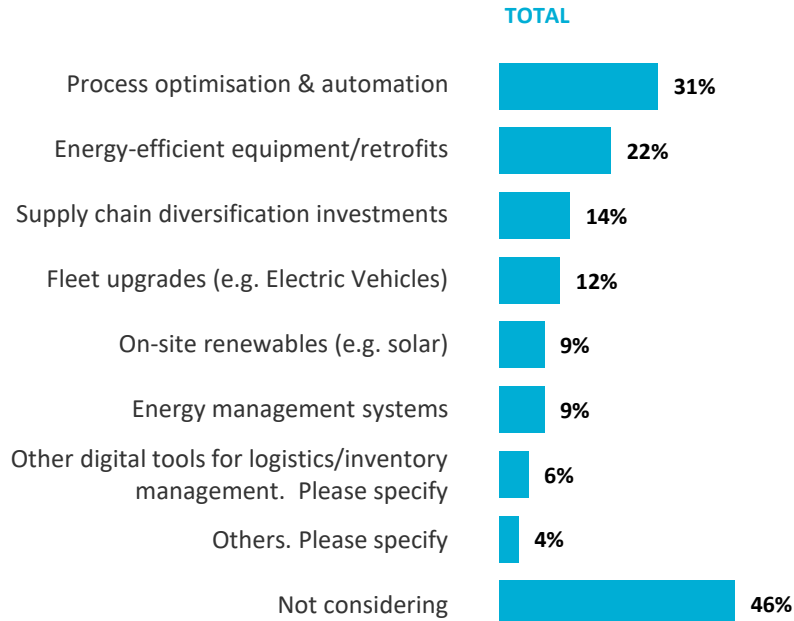 TOTAL
Process optimisation & automation 31%
Energy-efficient equipment/retrofits 22%
Supply chain diversification investments 14%
Fleet upgrades (e.g. Electric Vehicles) 12%
On-site renewables (e.g. solar) 9%
Energy management systems 9%
Other digital tools for logistics/inventory
management.  Please specify 6%
Others. Please specify 4%
Not considering 46%